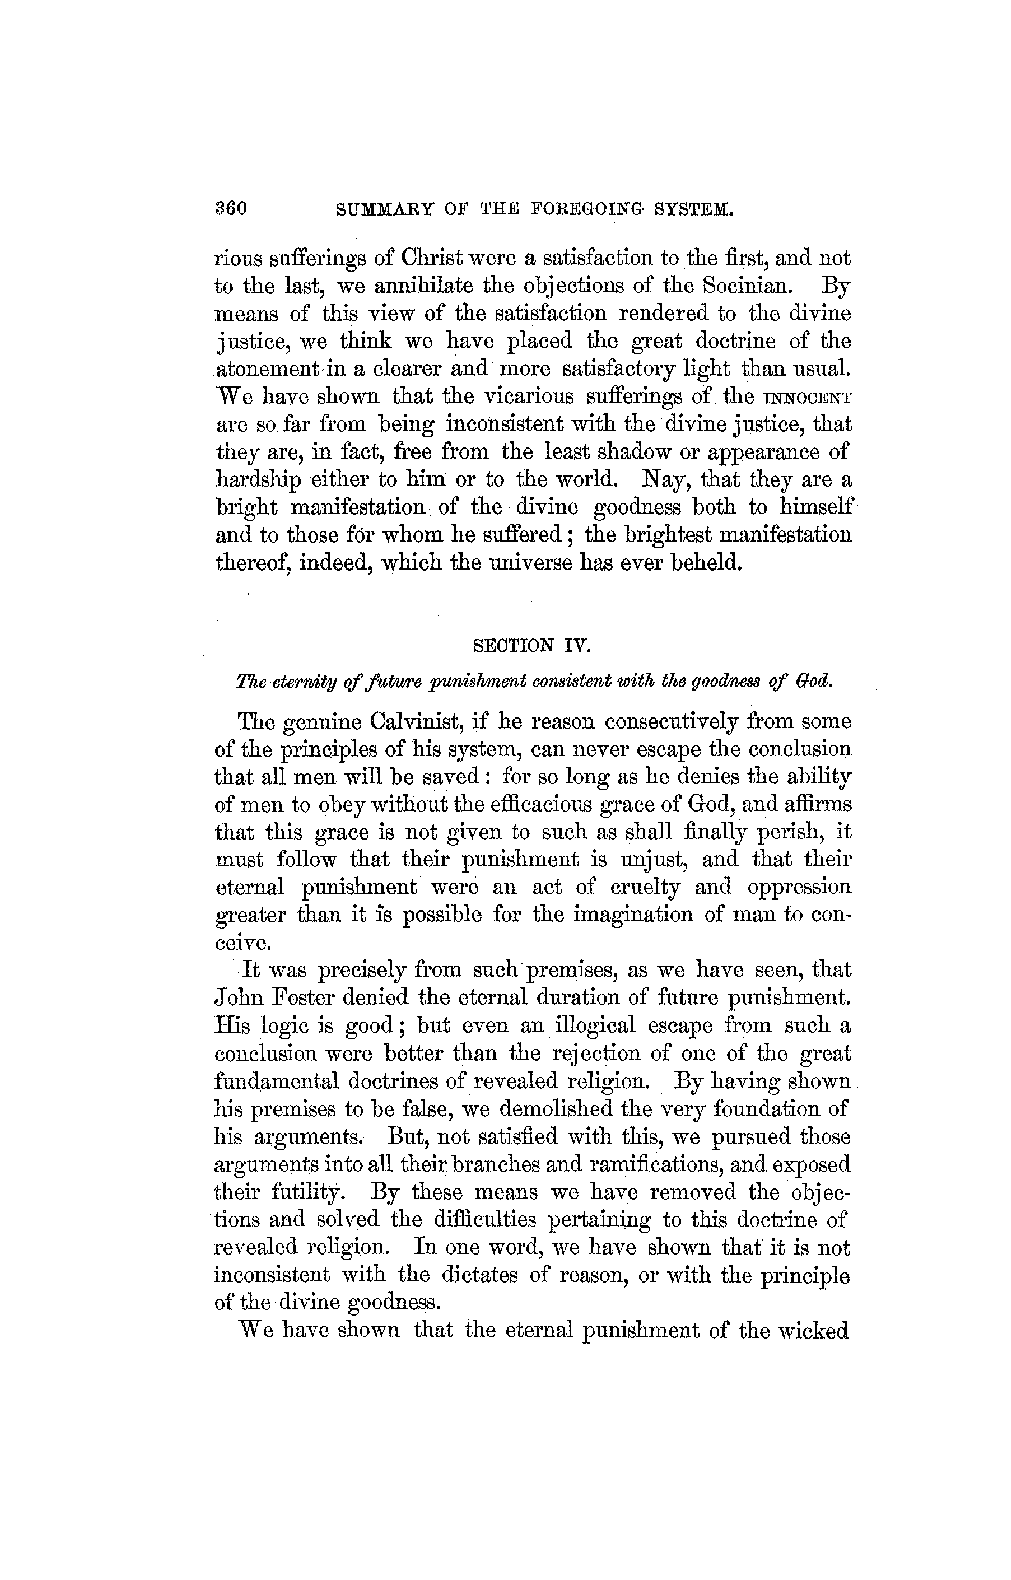 360 SUMMARY OF THE FOREGOING SYSTEM.
rious sufferings of Christ were a satisfaction to the first, and not
to the last, we annihilate the objections of the Socinian. By
means of this view of the satisfaction rendered to the divine
justice, we think we have placed the great doctrine of the
atonement in a clearer and more satisfactory light than usual.
We have shown that the vicarious sufferings of the INNOCENT
are so far from being inconsistent with the divine justice, that
they are, in fact, free from the least shadow or appearance of
hardship either to him or to the world. Nay, that they are a
bright manifestation of the divine goodness both to himself
and to those for whom he suffered; the brightest manifestation
thereof, indeed, which the universe has ever beheld.
SECTION IV.
The eternity of future punishment consistent with the goodness of God.
The genuine Calvinist, if he reason consecutively from some
of the principles of his system, can never escape the conclusion
that all men will be saved: for so long as he denies the ability
of men to obey without the efficacious grace of God, and affirms
that this grace is not given to such as shall finally perish, it
must follow that their punishment is unjust, and that their
eternal punishment were an act of cruelty and oppression
greater than it is possible for the imagination of man to con-
ceive.
It was precisely from such premises, as we have seen, that
John Foster denied the eternal duration of future punishment.
His logic is good; but even an illogical escape from such a
conclusion were better than the rejection of one of the great
fundamental doctrines of revealed religion. By having shown
his premises to be false, we demolished the very foundation of
his arguments. But, not satisfied with this, we pursued those
arguments into all their branches and ramifications, and exposed
their futility. By these means we have removed the objec-
tions and solved the difficulties pertaining to this doctrine of
revealed religion. In one word, we have shown that it is not
inconsistent with the dictates of reason, or with the principle
of the divine goodness.
We have shown that the eternal punishment of the wicked